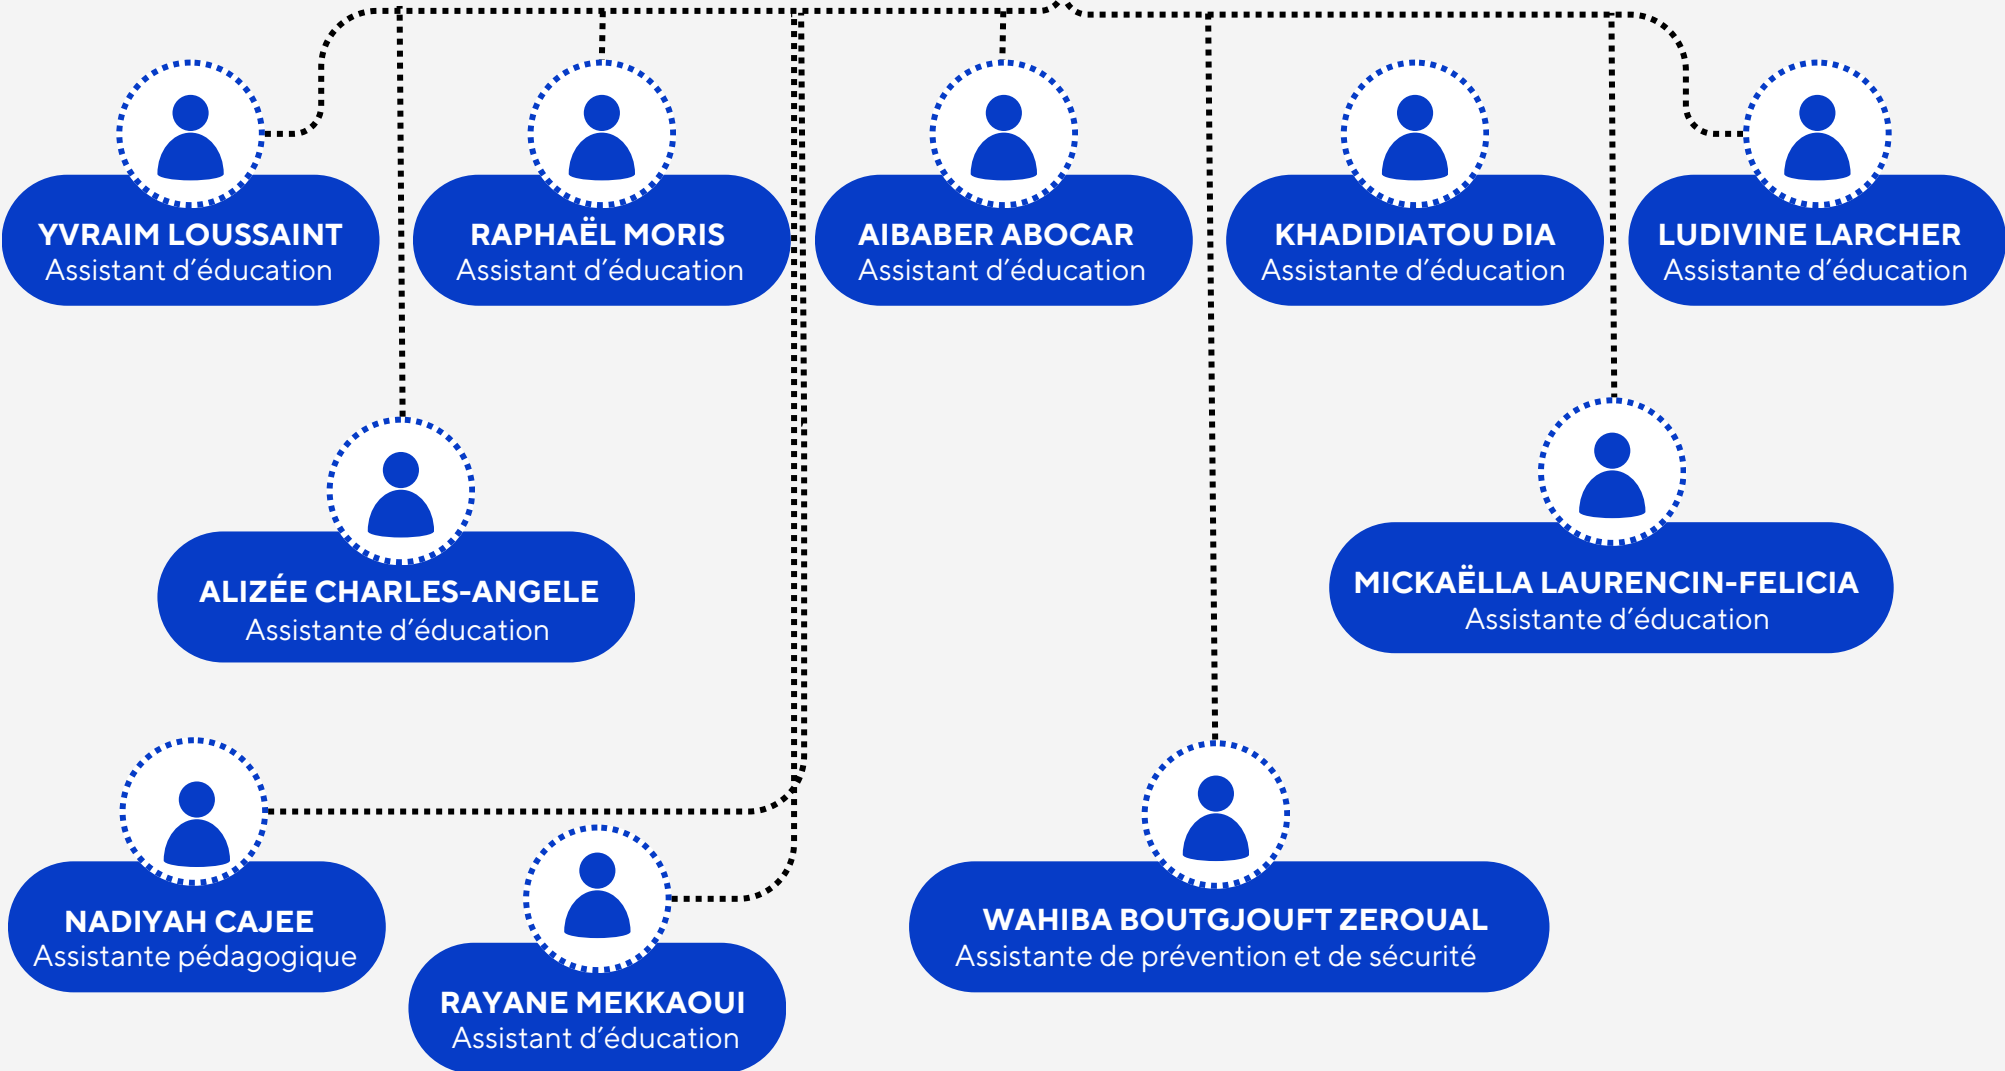 YVRAIM LOUSSAINT
Assistant d’éducation
RAPHAËL MORIS
Assistant d’éducation
AIBABER ABOCAR
Assistant d’éducation
KHADIDIATOU DIA
Assistante d’éducation
LUDIVINE LARCHER
Assistante d’éducation
ALIZÉE CHARLES-ANGELE
Assistante d’éducation
MICKAËLLA LAURENCIN-FELICIA
Assistante d’éducation
NADIYAH CAJEE
Assistante pédagogique
RAYANE MEKKAOUI
Assistant d’éducation
WAHIBA BOUTGJOUFT ZEROUAL
Assistante de prévention et de sécurité